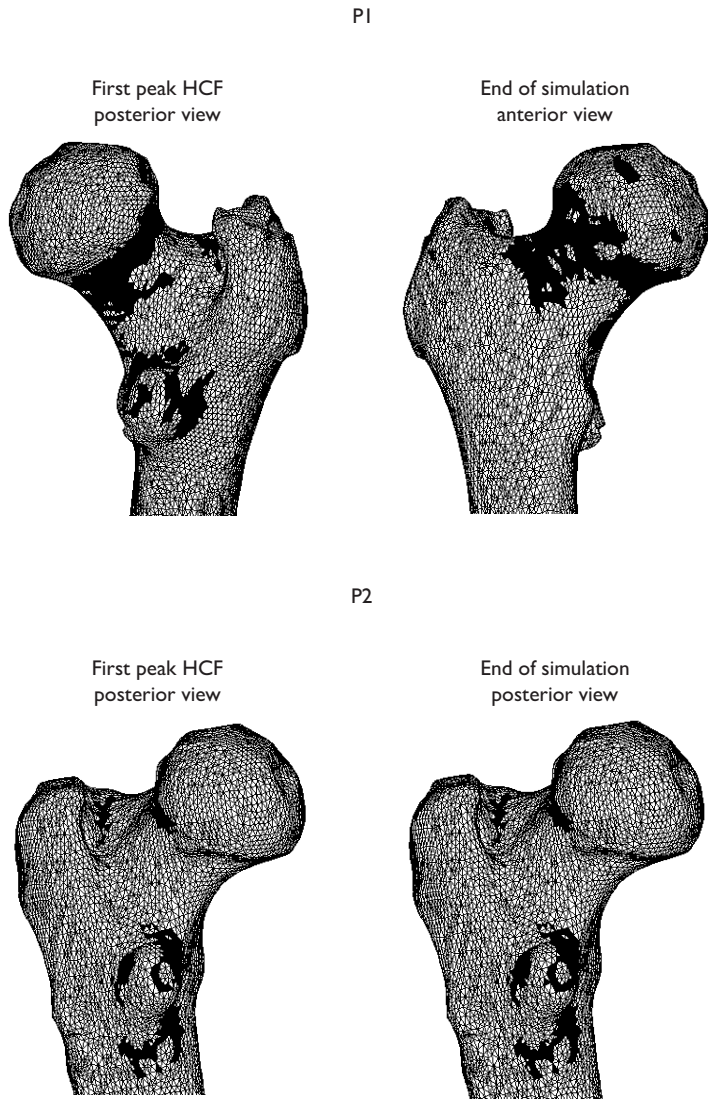 P1
First peak HCF
posterior view
End of simulation
anterior view
P2
First peak HCF
posterior view
End of simulation
posterior view